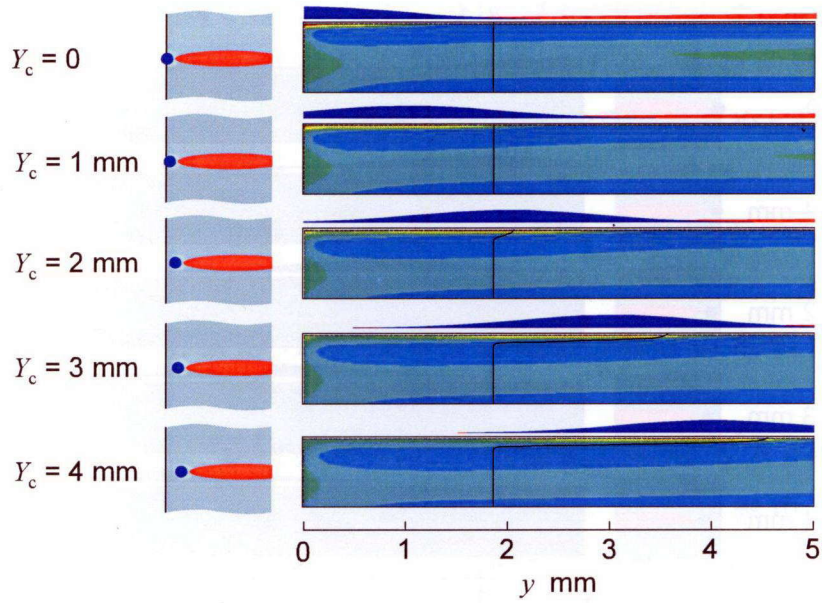 Yc = 0
Yc = 1 mm
Yc = 2 mm
Yc = 3 mm
Yc = 4 mm
0 1 2 3 4 5
y mm